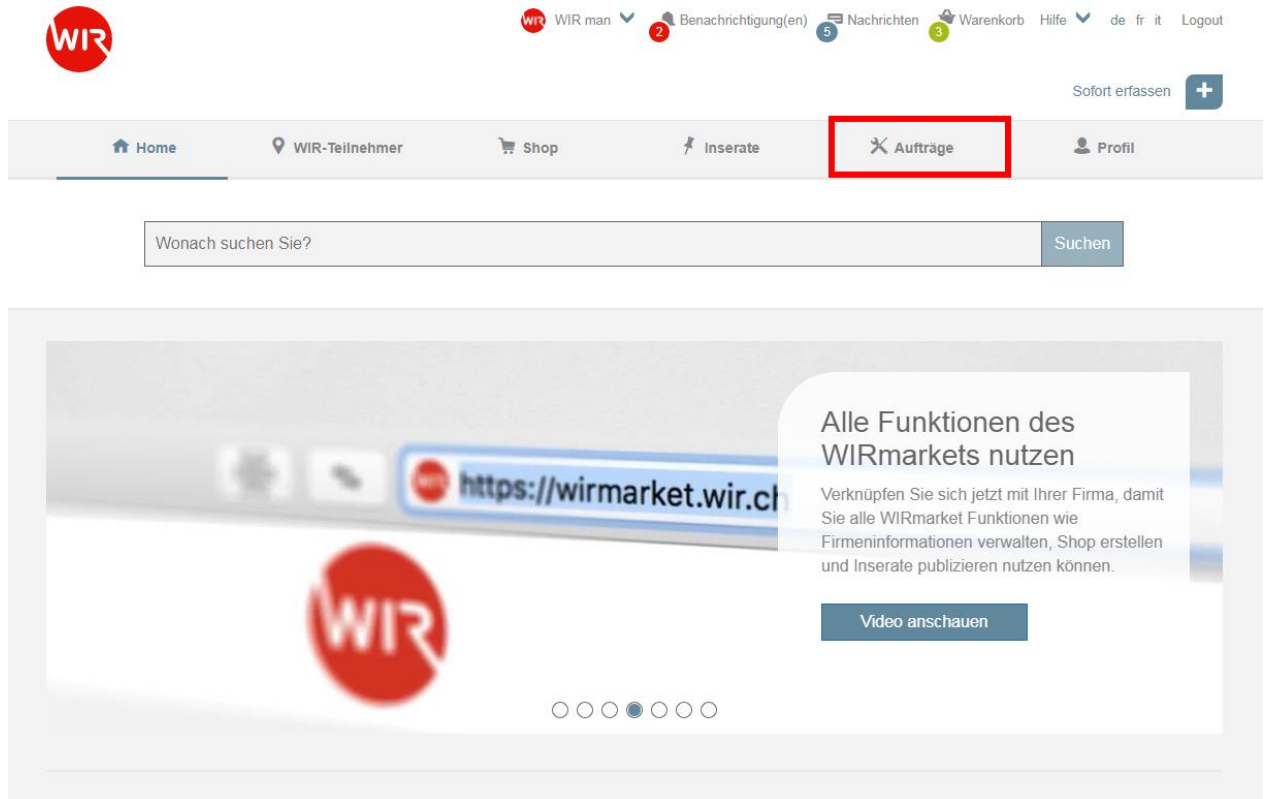 WIR
WIR WIR man 2 Benachrichtigung(en) 5 Nachrichten 3 Warenkorb Hilfe de fr it Logout
Sofort erfassen +
Home WIR-Teilnehmer Shop Inserate Aufträge Profil
Wonach suchen Sie? Suchen
https://wirmarket.wir.ch
WIR
Alle Funktionen des
WIRmarkets nutzen
Verknüpfen Sie sich jetzt mit Ihrer Firma, damit
Sie alle WIRmarket Funktionen wie
Firmeninformationen verwalten, Shop erstellen
und Inserate publizieren nutzen können.
Video anschauen